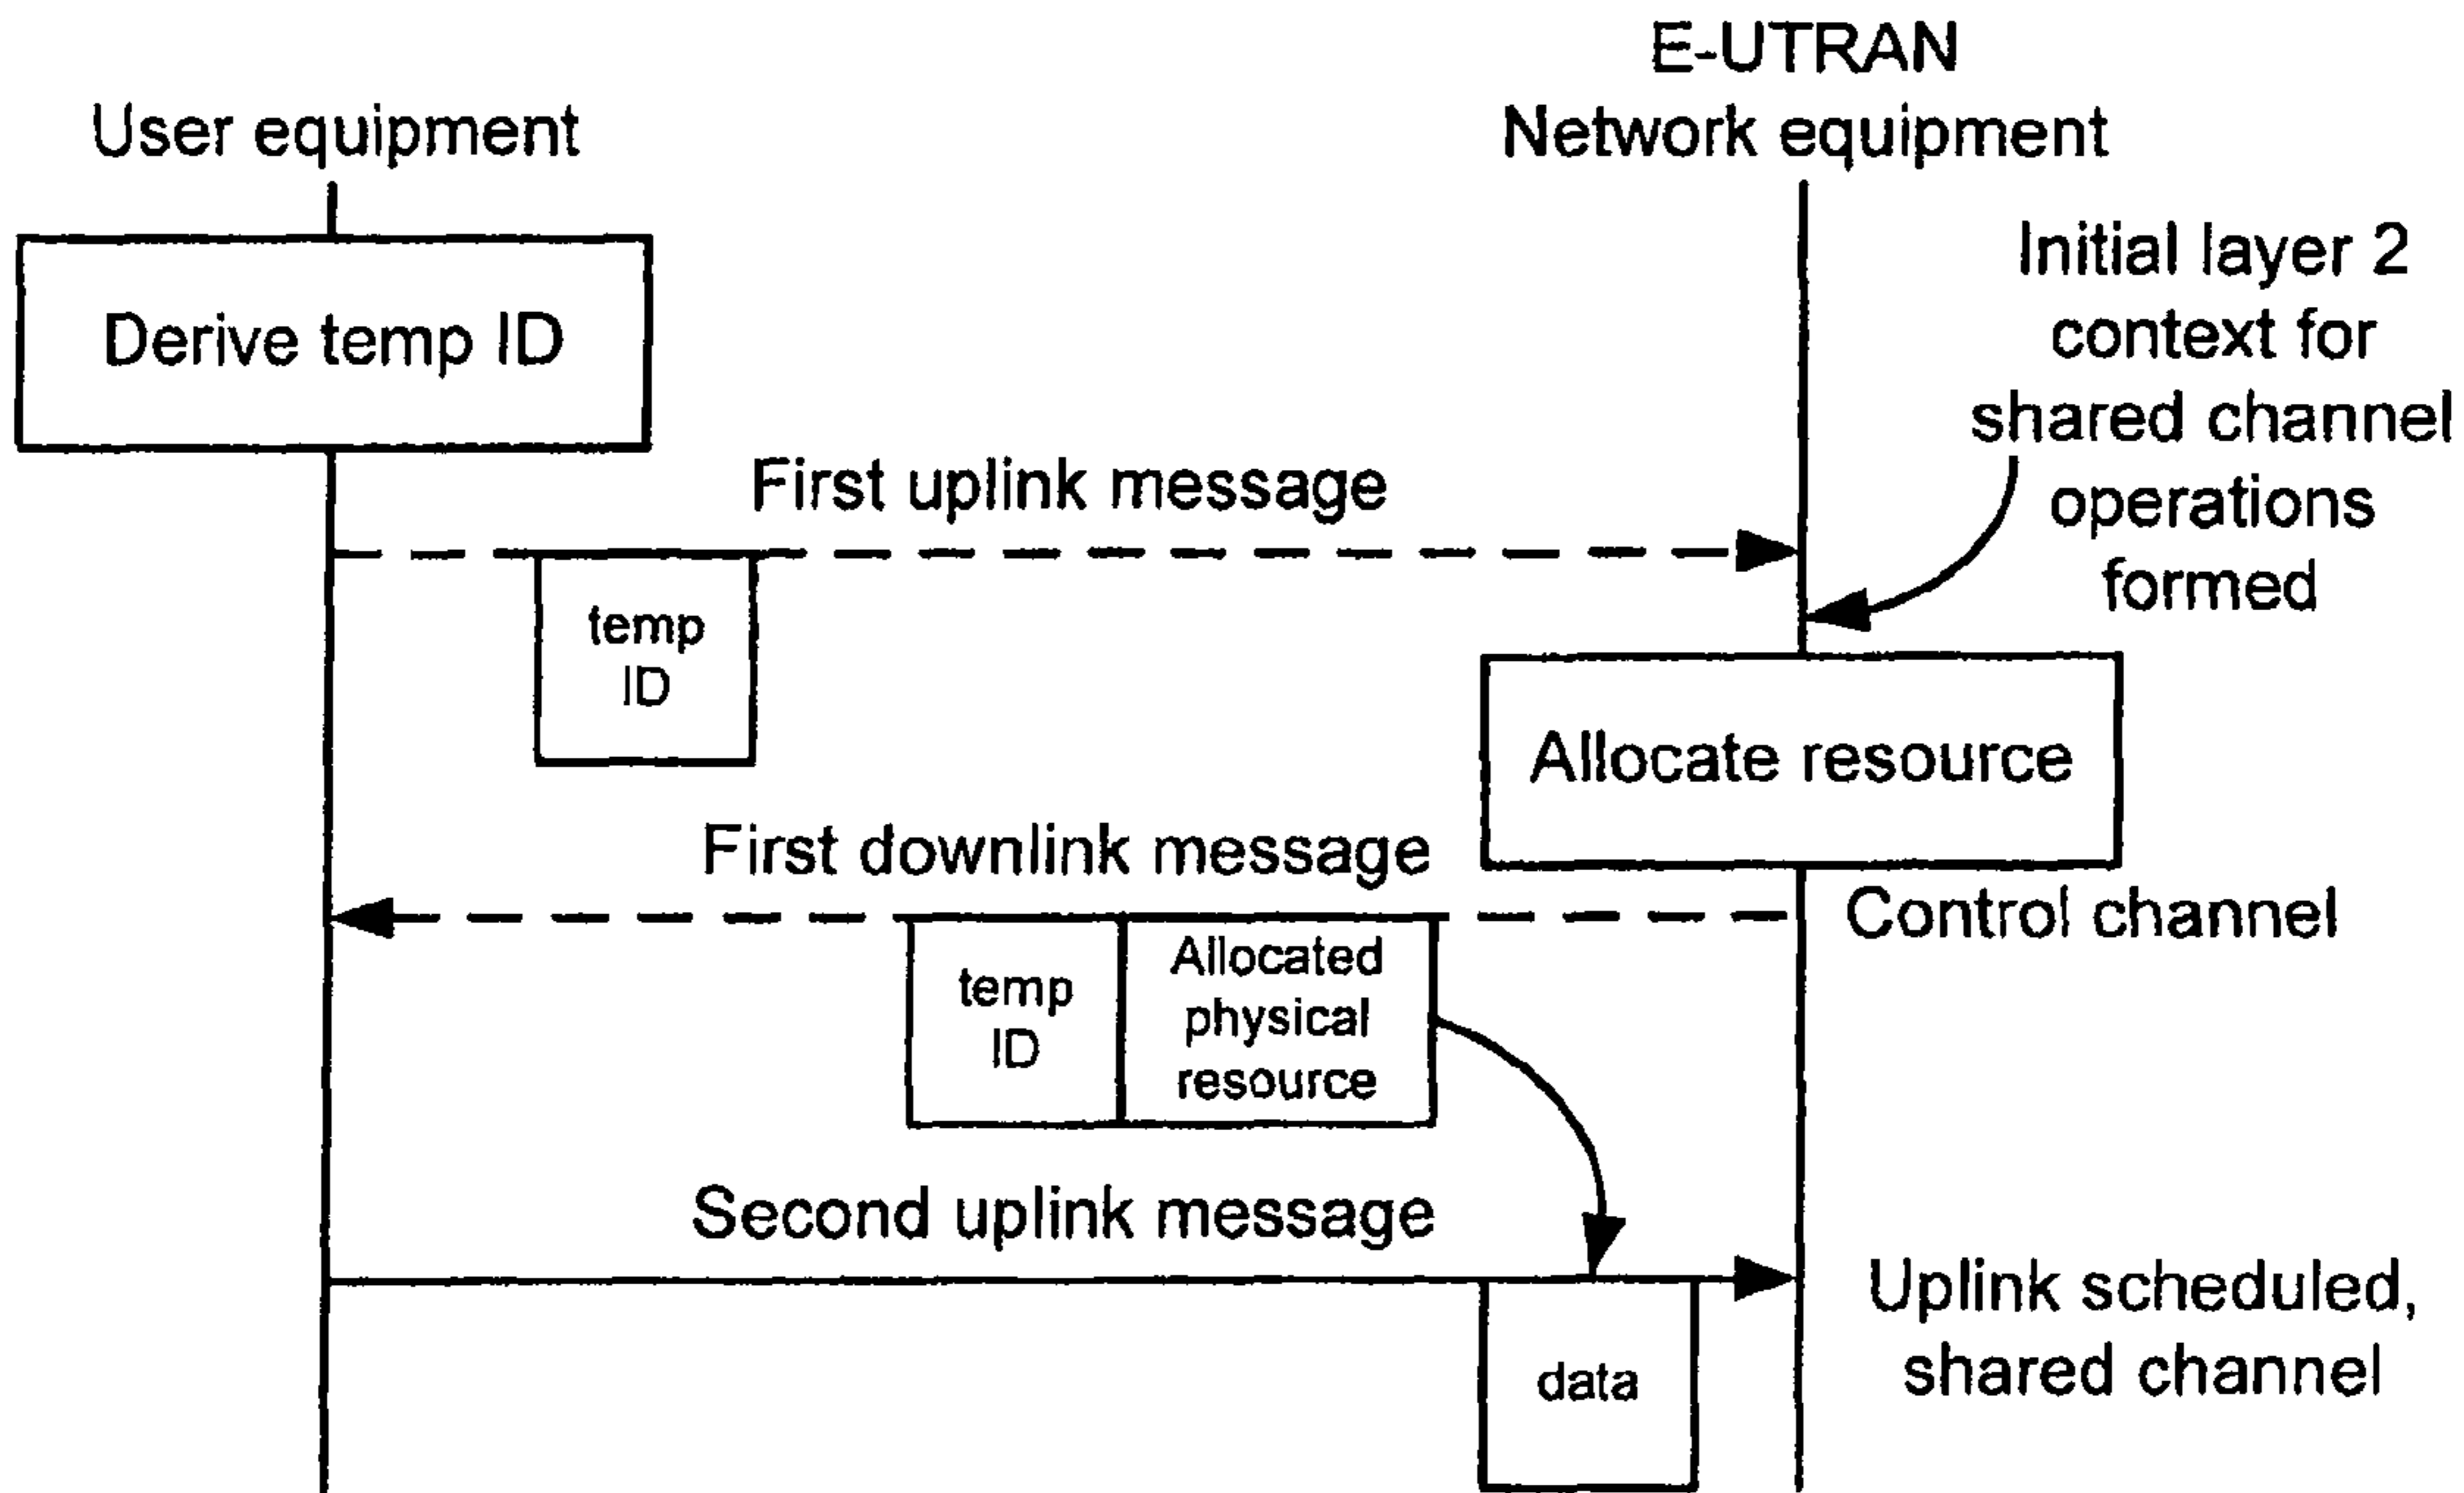 E-UTRAN
User equipment
Network equipment
Initial layer 2
context for
shared channel
operations
formed
Derive temp ID
First uplink message
temp
ID
Allocate resource
First downlink message
Control channel
temp
ID
Allocated
physical
resource
Second uplink message
Uplink scheduled,
shared channel
data